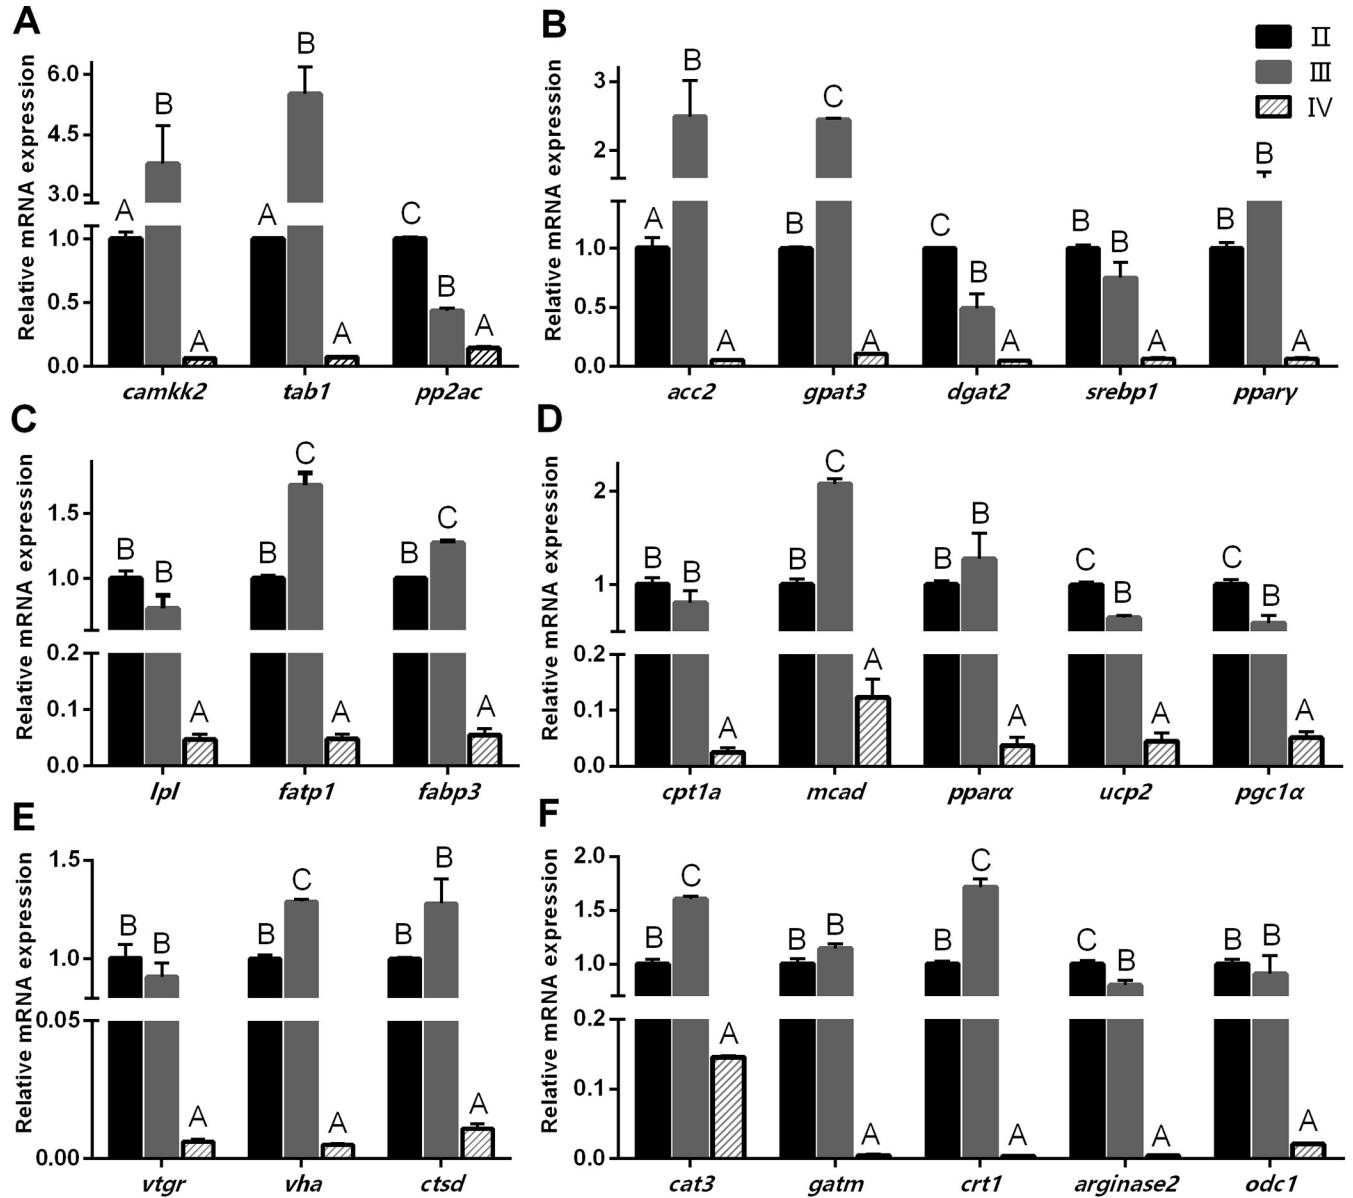 A
Relative mRNA expression
6.0
4.5
3.0
1.0
0.5
0.0
A B A
A B A
C B A
camkk2 tab1 pp2ac
B
Relative mRNA expression
3
2
1.0
0.5
0.0
A B A
B C A
C B A
B B A
B B A
acc2 gpat3 dgat2 srebp1 pparγ
II
III
IV
C
Relative mRNA expression
1.5
1.0
0.2
0.1
0.0
B B A
B C A
B C A
lpl fatp1 fabp3
D
Relative mRNA expression
2
1
0.2
0.1
0.0
B B A
B C A
B B A
C B A
C B A
cpt1a mcad pparα ucp2 pgc1α
E
Relative mRNA expression
1.5
1.0
0.05
0.00
B B A
B C A
B B A
vtgr vha ctsd
F
Relative mRNA expression
2.0
1.5
1.0
0.2
0.1
0.0
B C A
B B A
B C A
C B A
B B A
cat3 gatm crt1 arginase2 odc1